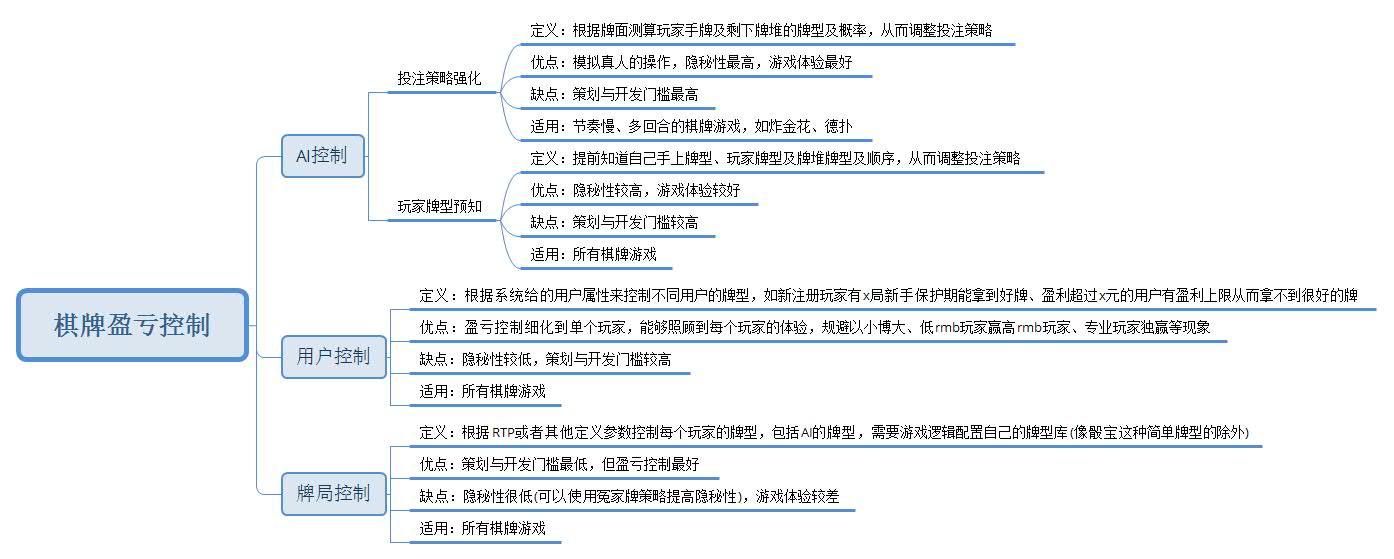 棋牌盈亏控制
AI控制
投注策略强化
定义：根据牌面测算玩家手牌及剩下牌堆的牌型及概率，从而调整投注策略
优点：模拟真人的操作，隐秘性最高，游戏体验最好
缺点：策划与开发门槛最高
适用：节奏慢、多回合的棋牌游戏，如炸金花、德扑
玩家牌型预知
定义：提前知道自己手上牌型、玩家牌型及牌堆牌型及顺序，从而调整投注策略
优点：隐秘性较高，游戏体验较好
缺点：策划与开发门槛较高
适用：所有棋牌游戏
用户控制
定义：根据系统给的用户属性来控制不同用户的牌型，如新注册玩家有x局新手保护期能拿到好牌、盈利超过x元的用户有盈利上限从而拿不到很好的牌
优点：盈亏控制细化到单个玩家，能够照顾到每个玩家的体验，规避以小博大、低rmb玩家赢高rmb玩家、专业玩家独赢等现象
缺点：隐秘性较低，策划与开发门槛较高
适用：所有棋牌游戏
牌局控制
定义：根据RTP或者其他定义参数控制每个玩家的牌型，包括AI的牌型，需要游戏逻辑配置自己的牌型库(像骰宝这种简单牌型的除外)
优点：策划与开发门槛最低，但盈亏控制最好
缺点：隐秘性很低(可以使用冤家牌策略提高隐秘性)，游戏体验较差
适用：所有棋牌游戏